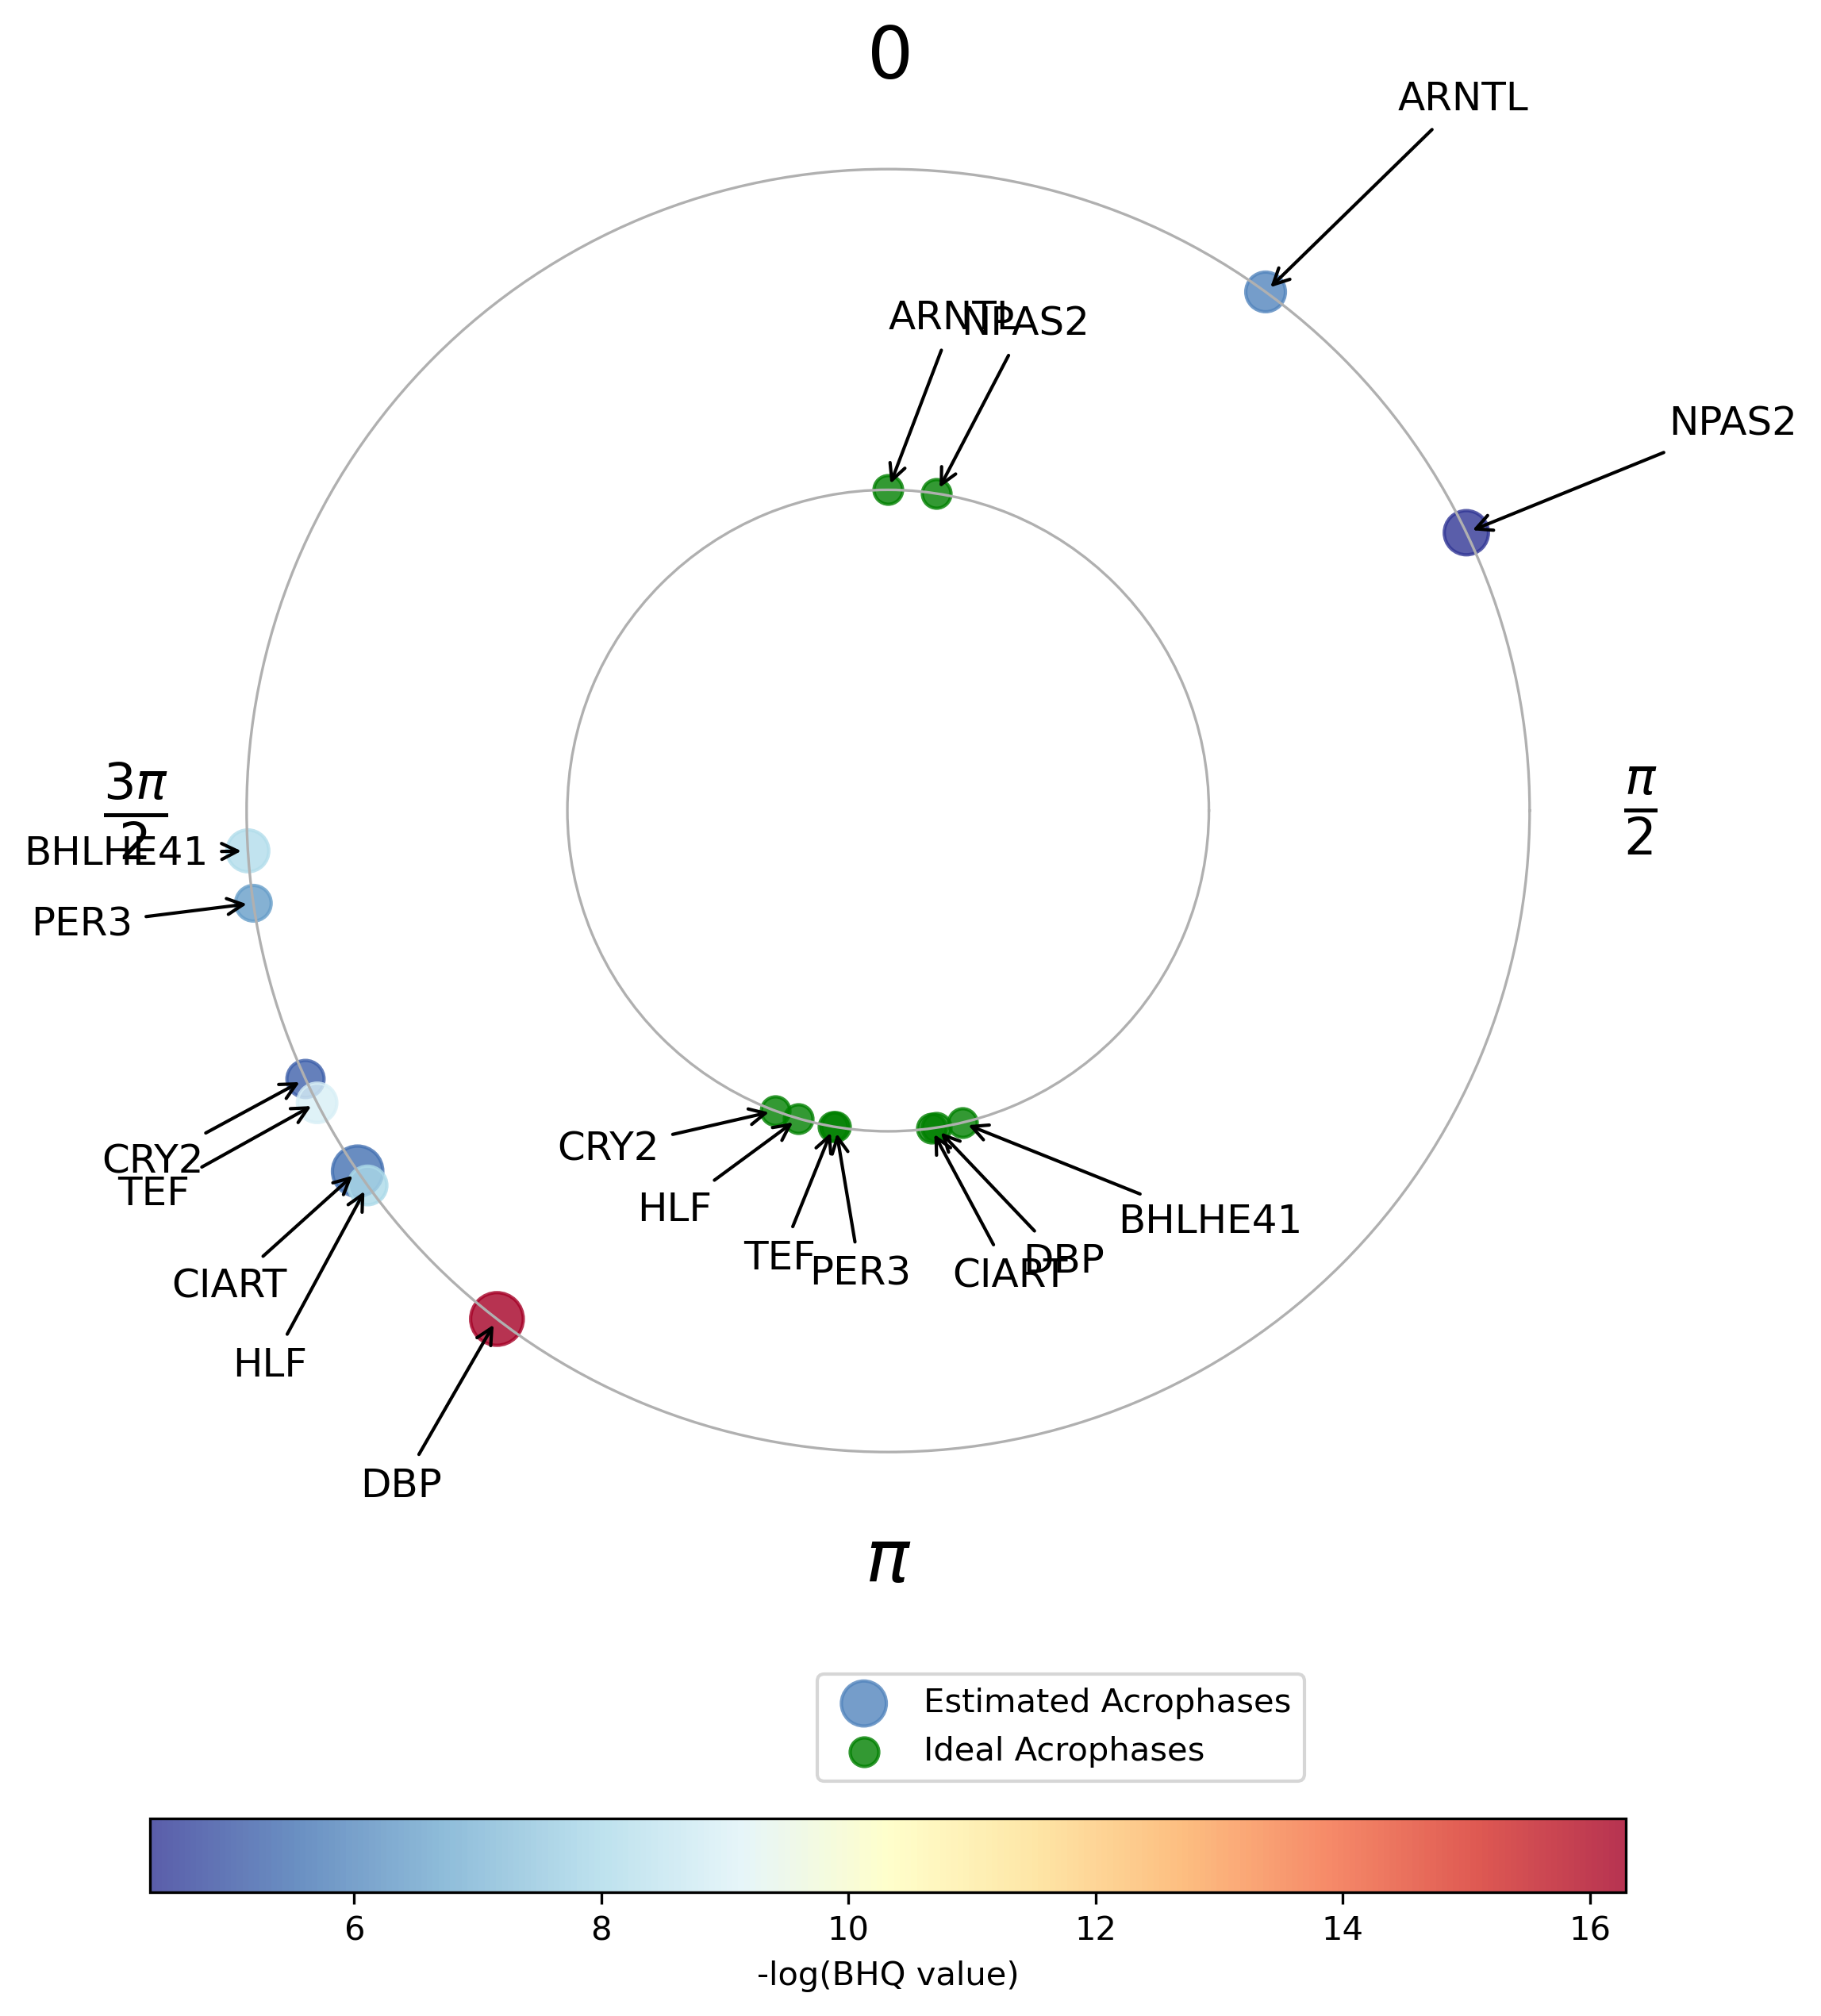 0
ARNTL
ARNTL
NPAS2
NPAS2
3π
2
π
2
BHLHE41
PER3
CRY2
TEF
CRY2
HLF
BHLHE41
TEF
PER3
CIART
DBP
CIART
HLF
DBP
π
Estimated Acrophases
Ideal Acrophases
6 8 10 12 14 16
-log(BHQ value)